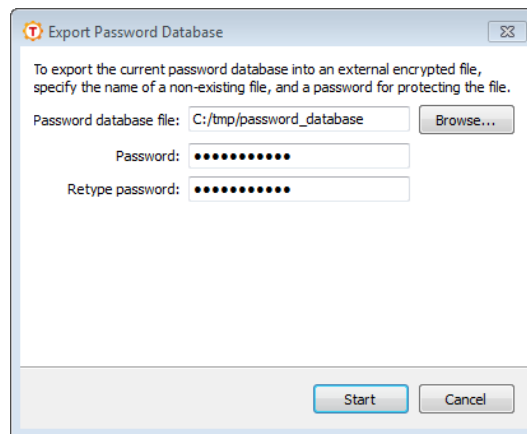 Export Password Database
To export the current password database into an external encrypted file,
specify the name of a non-existing file, and a password for protecting the file.
Password database file: C:/tmp/password_database Browse...
Password: •••••••••••
Retype password: •••••••••••
Start Cancel